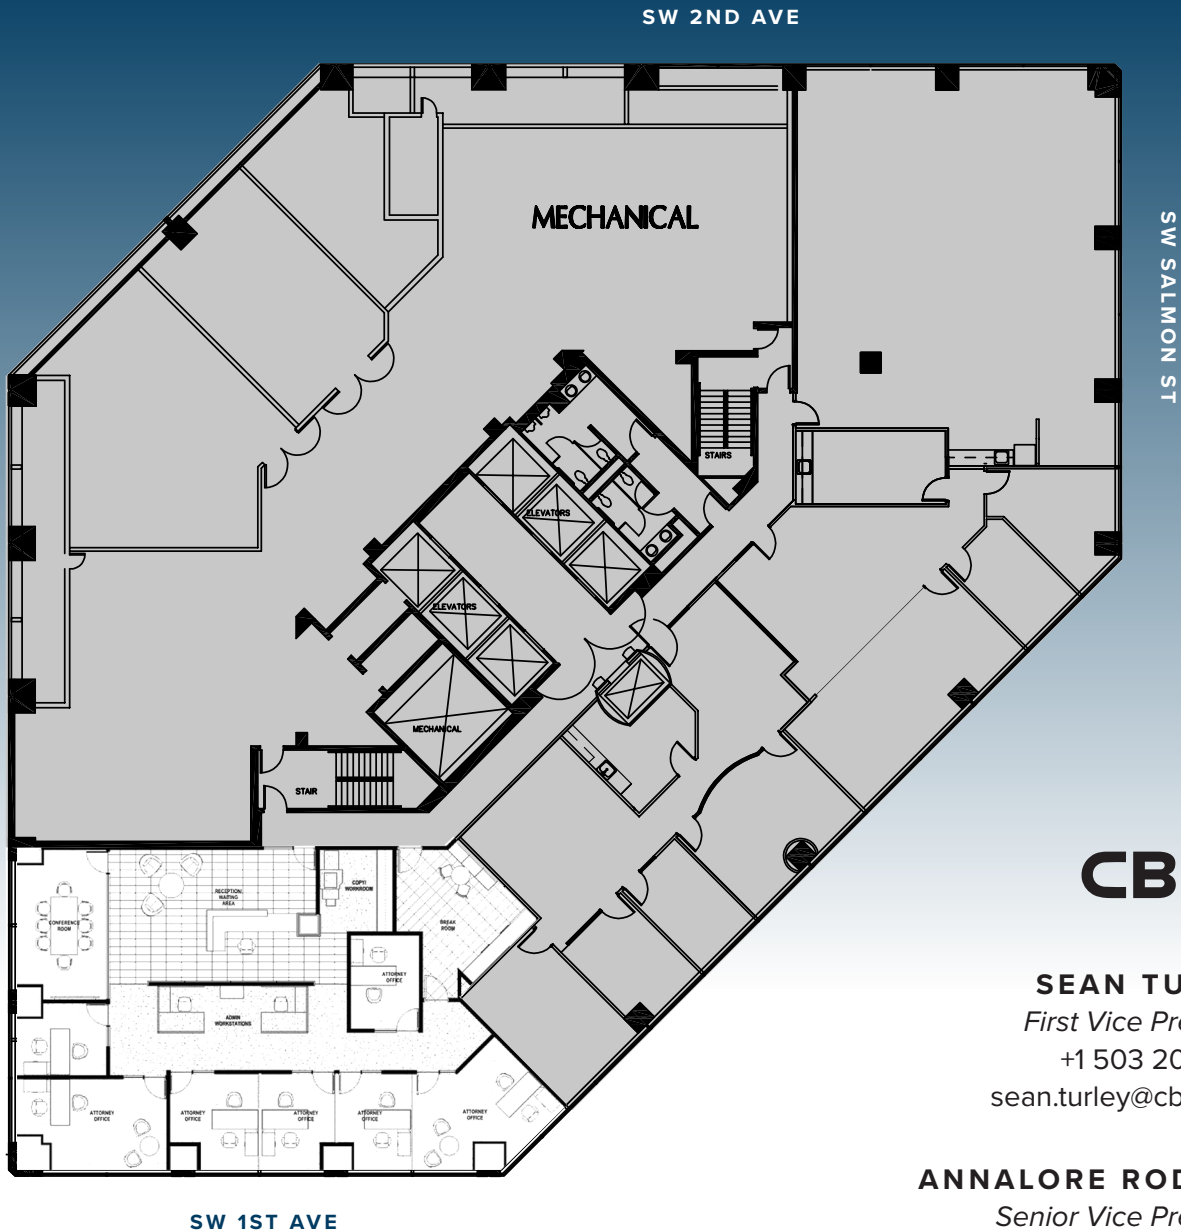 SW 2ND AVE
SW SALMON ST
MECHANICAL
STAIRS
ELEVATORS
ELEVATORS
MECHANICAL
STAIR
COPY/
WORKROOM
RECEPTION/
WAITING
AREA
CONFERENCE
ROOM
BREAK
ROOM
ATTORNEY
OFFICE
ADMIN
WORKSTATIONS
ATTORNEY
OFFICE
ATTORNEY
OFFICE
ATTORNEY
OFFICE
ATTORNEY
OFFICE
ATTORNEY
OFFICE
SW 1ST AVE
CB
SEAN TU
First Vice Pre
+1 503 20
sean.turley@cb
ANNALORE ROD
Senior Vice Pre